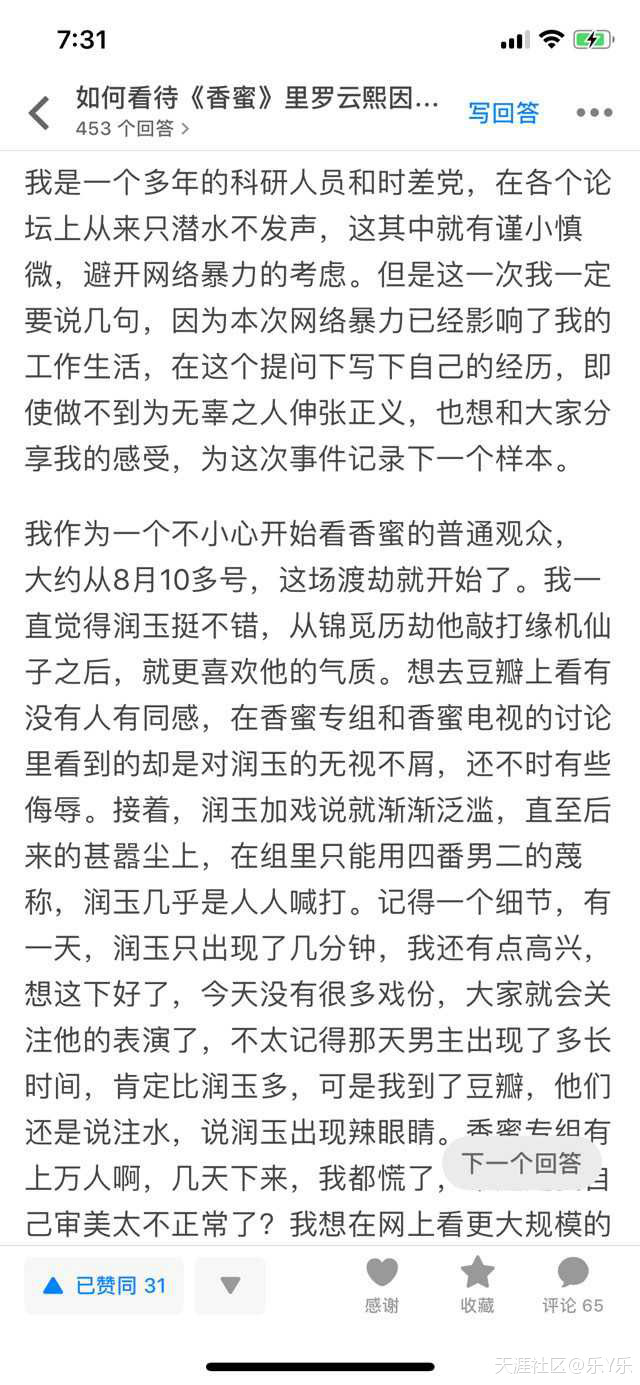 7:31
如何看待《香蜜》里罗云熙因...
453 个回答 >
写回答
我是一个多年的科研人员和时差党，在各个论
坛上从来只潜水不发声，这其中就有谨小慎
微，避开网络暴力的考虑。但是这一次我一定
要说几句，因为本次网络暴力已经影响了我的
工作生活，在这个提问下写下自己的经历，即
使做不到为无辜之人伸张正义，也想和大家分
享我的感受，为这次事件记录下一个样本。
我作为一个不小心开始看香蜜的普通观众，
大约从8月10多号，这场渡劫就开始了。我一
直觉得润玉挺不错，从锦觅历劫他敲打缘机仙
子之后，就更喜欢他的气质。想去豆瓣上看有
没有人有同感，在香蜜专组和香蜜电视的讨论
里看到的却是对润玉的无视不屑，还不时有些
侮辱。接着，润玉加戏说就渐渐泛滥，直至后
来的甚嚣尘上，在组里只能用四番男二的蔑
称，润玉几乎是人人喊打。记得一个细节，有
一天，润玉只出现了几分钟，我还有点高兴，
想这下好了，今天没有很多戏份，大家就会关
注他的表演了，不太记得那天男主出现了多长
时间，肯定比润玉多，可是我到了豆瓣，他们
还是说注水，说润玉出现辣眼睛。香蜜专组有
上万人啊，几天下来，我都慌了，自
下一个回答
己审美太不正常了？我想在网上看更大规模的
已赞同 31
感谢
收藏
评论 65
天涯社区@乐Y乐